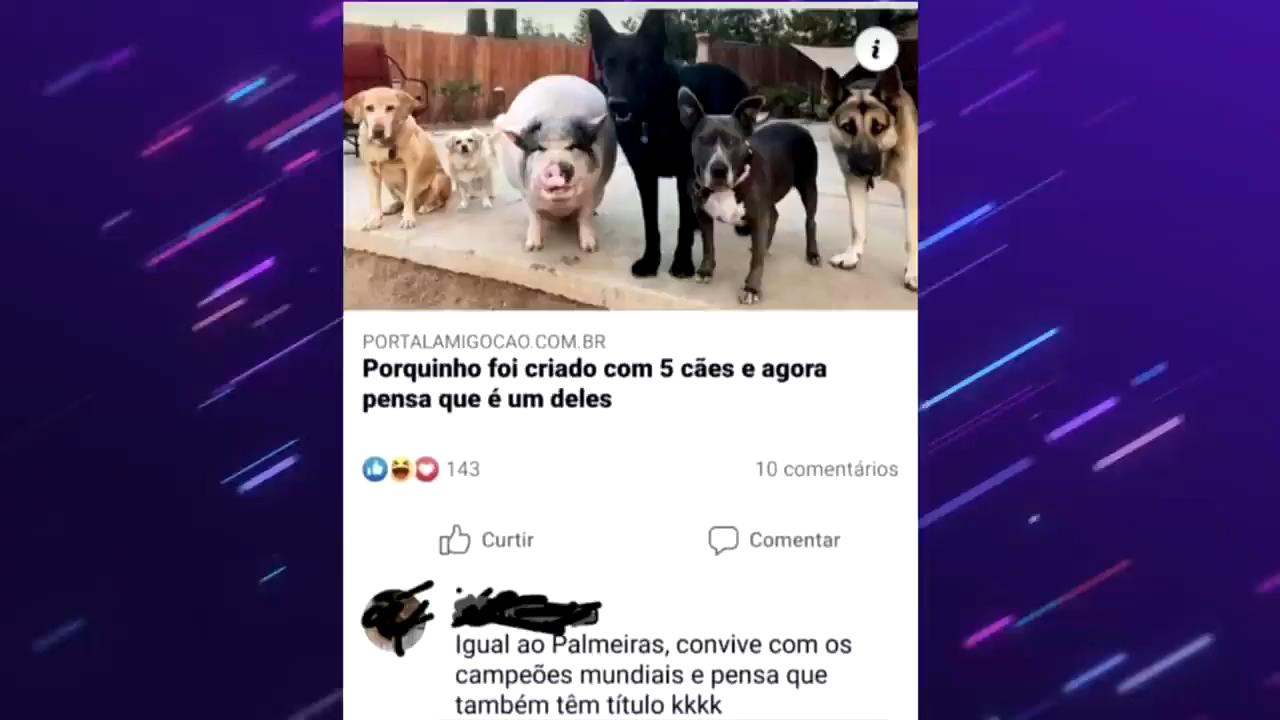 i
PORTALAMIGOCAO.COM.BR
Porquinho foi criado com 5 cães e agora
pensa que é um deles
143
10 comentários
Curtir
Comentar
Igual ao Palmeiras, convive com os
campeões mundiais e pensa que
também têm título kkkk